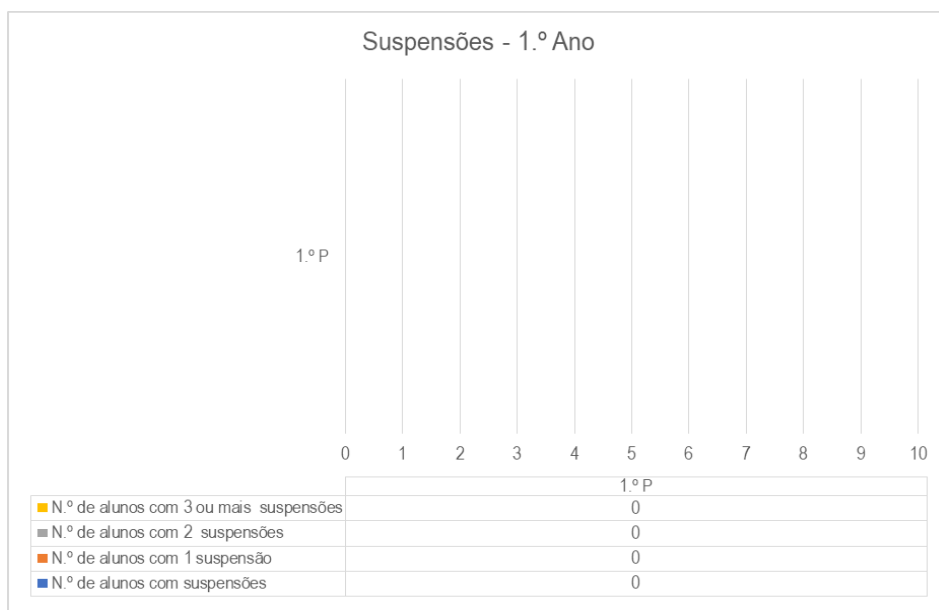 Suspensões - 1.º Ano
1.º P
0 1 2 3 4 5 6 7 8 9 10
1.º P
N.º de alunos com 3 ou mais suspensões 0
N.º de alunos com 2 suspensões 0
N.º de alunos com 1 suspensão 0
N.º de alunos com suspensões 0